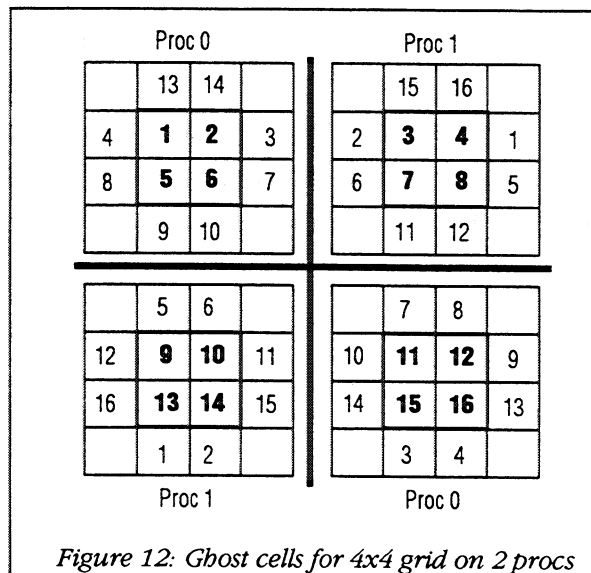 Proc 0 Proc 1
13 14 15 16
4 1 2 3 2 3 4 1
8 5 6 7 6 7 8 5
9 10 11 12
5 6 7 8
12 9 10 11 10 11 12 9
16 13 14 15 14 15 16 13
1 2 3 4
Proc 1 Proc 0
Figure 12: Ghost cells for 4x4 grid on 2 procs